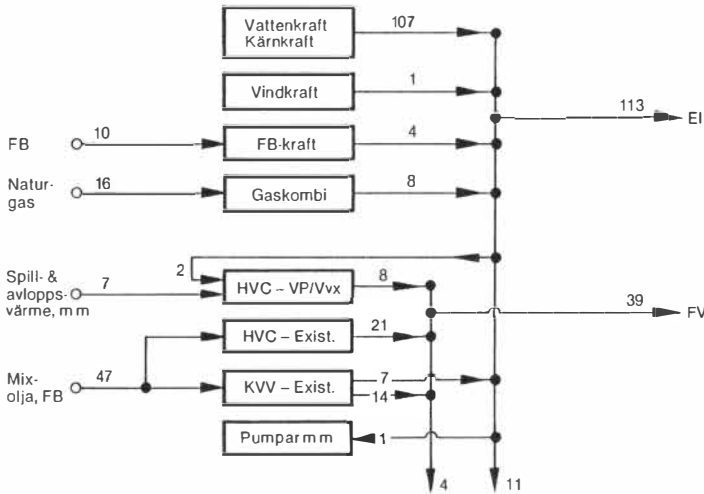 Vattenkraft
Kärnkraft
107
Vindkraft
1
113
El
FB
10
FB-kraft
4
Natur-
gas
16
Gaskombi
8
Spill- &
avlopps-
värme, mm
7
2
HVC – VP/Vvx
8
39
FV
HVC – Exist.
21
Mix-
olja, FB
47
KVV – Exist.
7
14
Pumpar mm
1
4
11